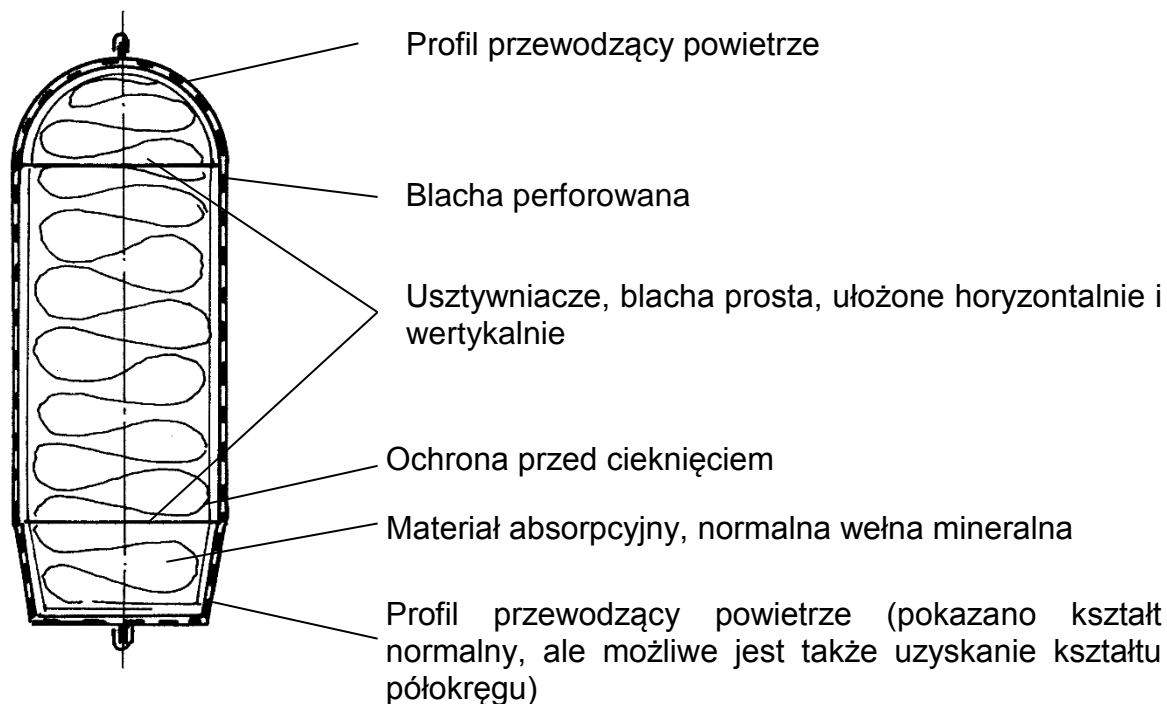 Profil przewodzący powietrze
Blacha perforowana
Usztywniacze, blacha prosta, ułożone horyzontalnie i
wertykalnie
Ochrona przed cieknięciem
Materiał absorpcyjny, normalna wełna mineralna
Profil przewodzący powietrze (pokazano kształt
normalny, ale możliwe jest także uzyskanie kształtu
półokręgu)